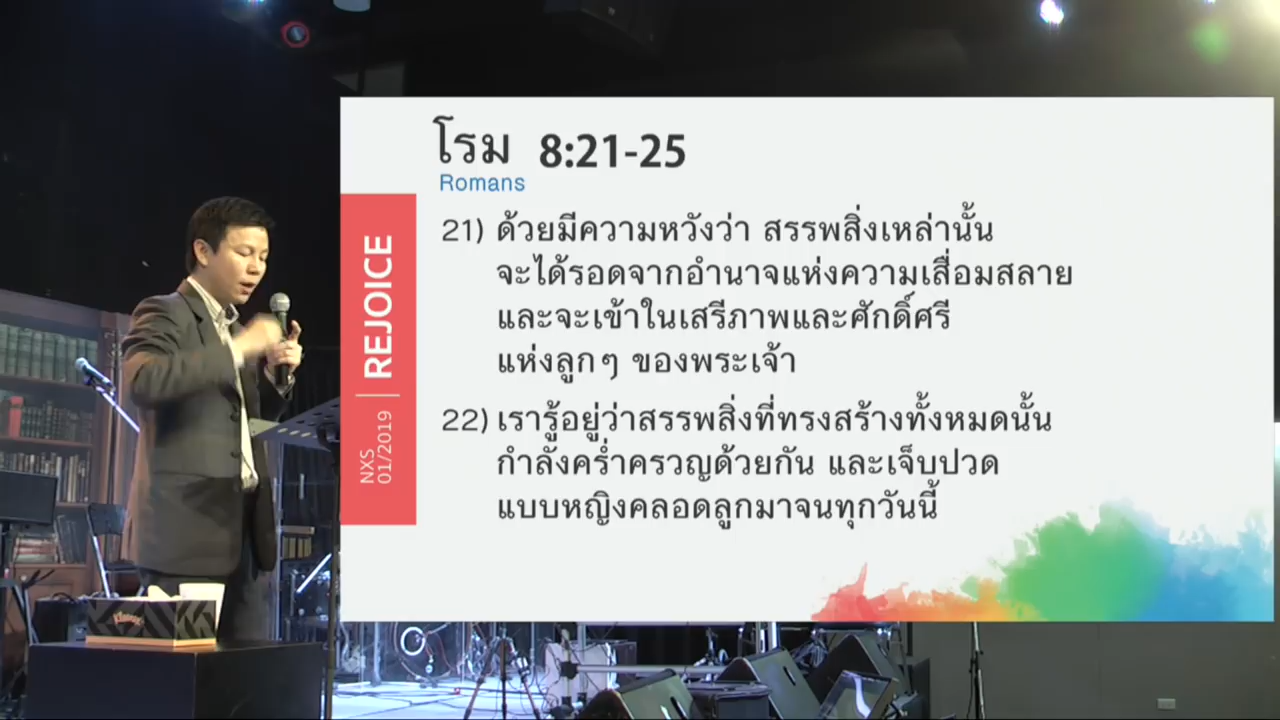 โรม 8:21-25
Romans
REJOICE
NXS
01/2019
21) ด้วยมีความหวังว่า สรรพสิ่งเหล่านั้น
จะได้รอดจากอำนาจแห่งความเสื่อมสลาย
และจะเข้าในเสรีภาพและศักดิ์ศรี
แห่งลูกๆ ของพระเจ้า
22) เรารู้อยู่ว่าสรรพสิ่งที่ทรงสร้างทั้งหมดนั้น
กำลังคร่ำครวญด้วยกัน และเจ็บปวด
แบบหญิงคลอดลูกมาจนทุกวันนี้
Kleenex